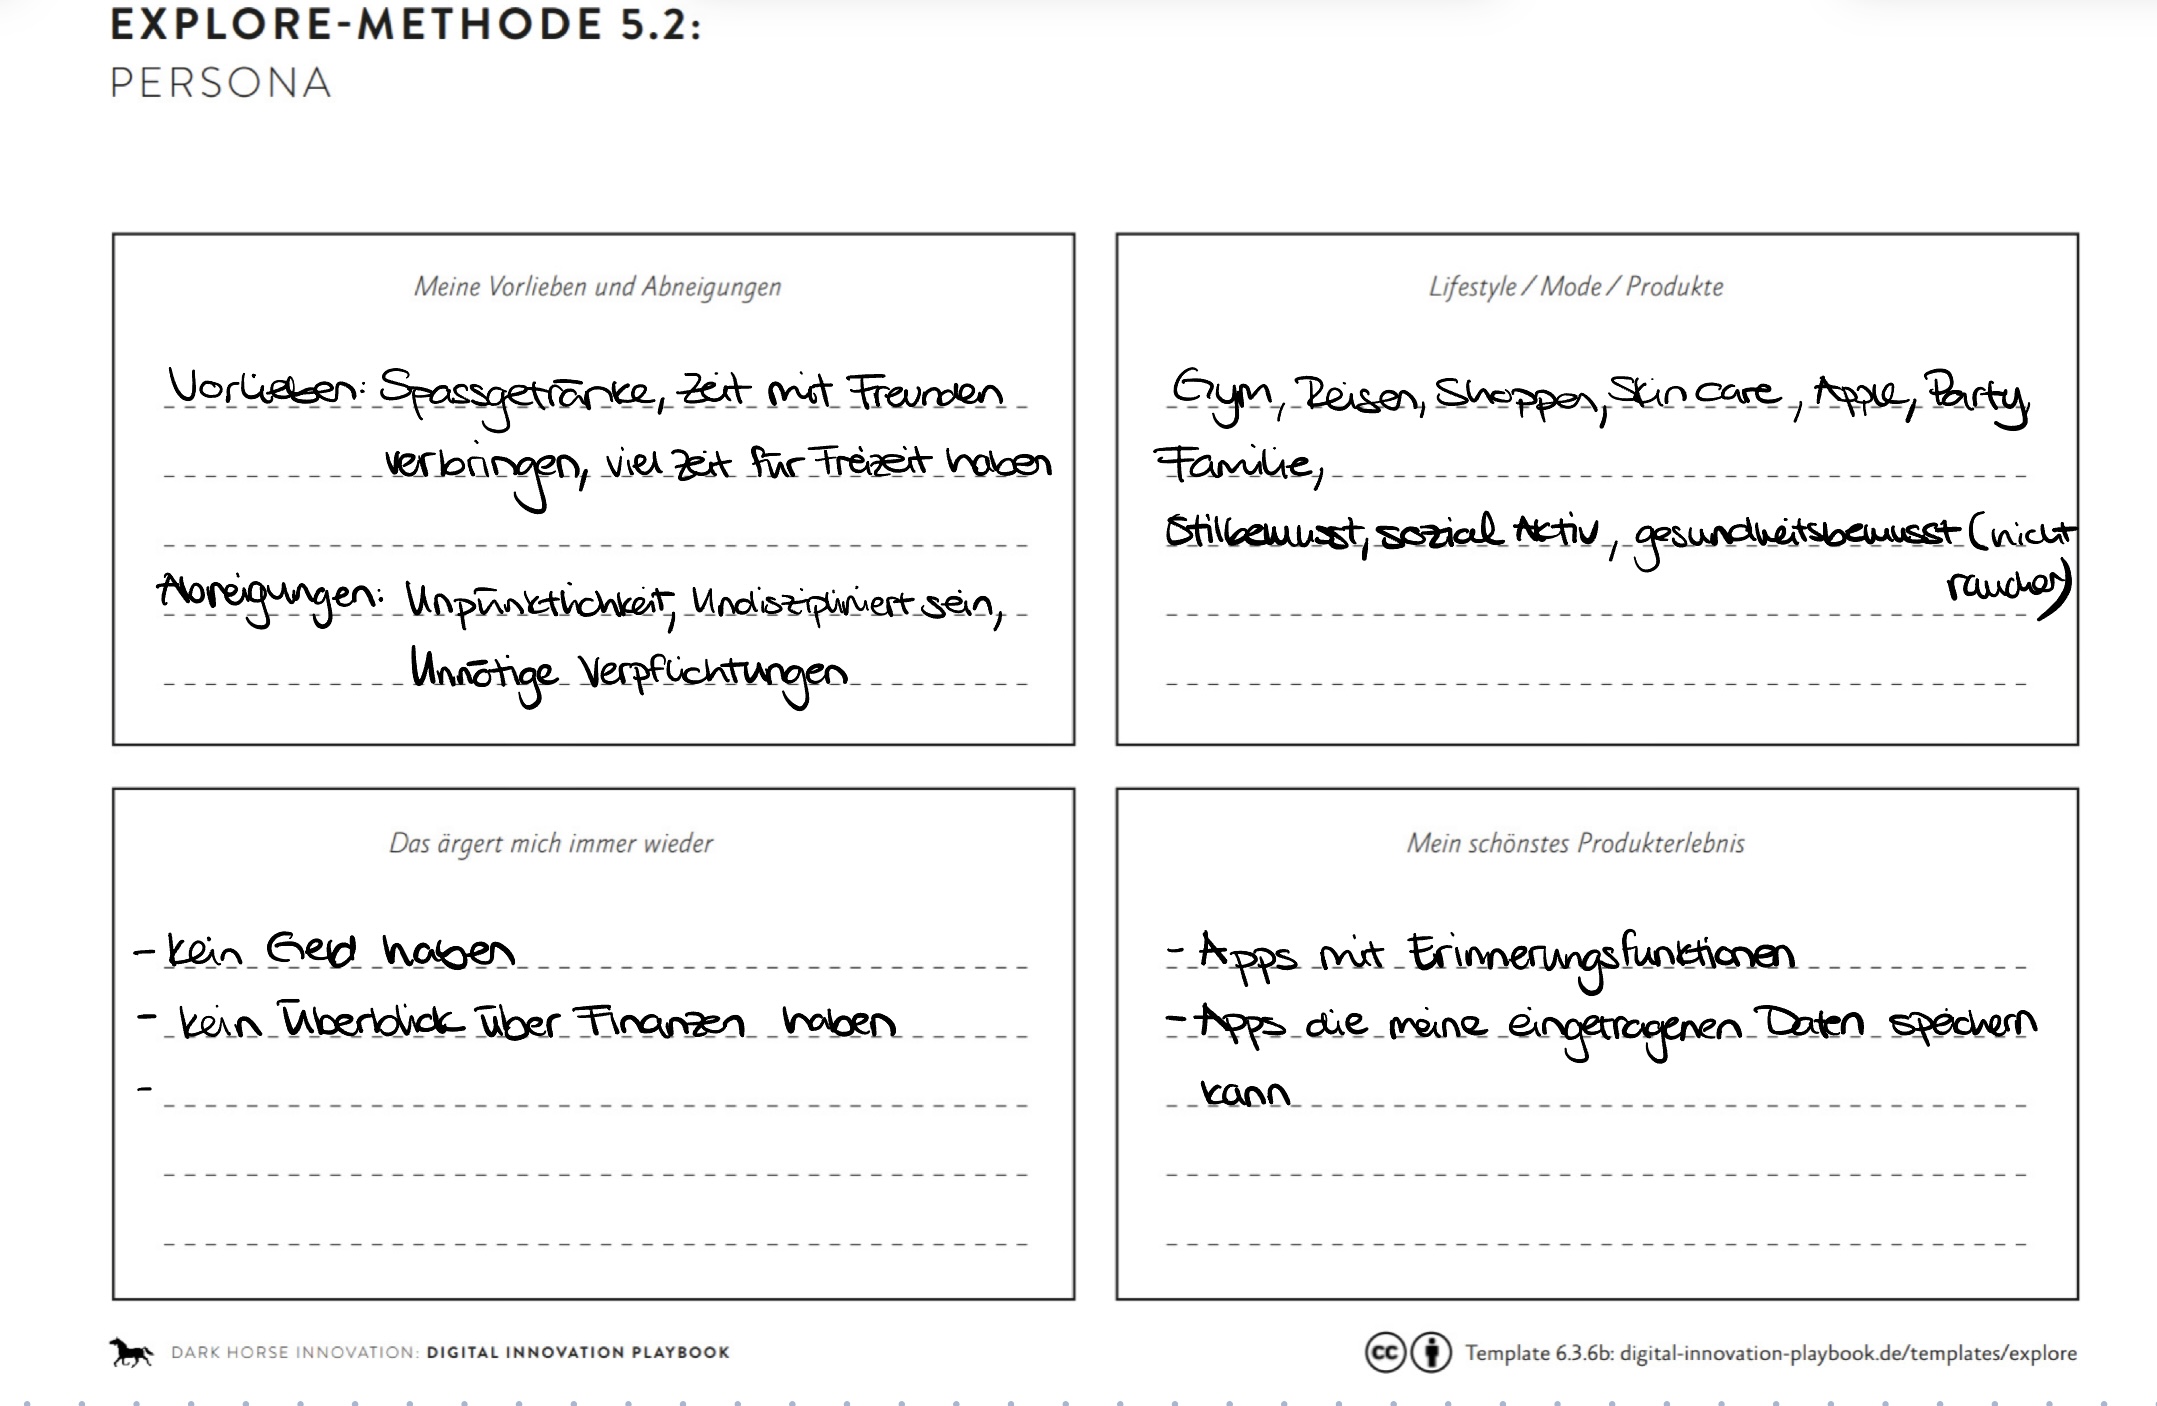 EXPLORE-METHODE 5.2:
PERSONA
Meine Vorlieben und Abneigungen
Vorlieben: Spassgetränke, Zeit mit Freunden
verbringen, viel Zeit für Freizeit haben
Abneigungen: Unpünktlichkeit, Undiszipliniert sein,
Unnötige Verpflichtungen
Lifestyle / Mode / Produkte
Gym, Reisen, Shoppen, Skin care, Apple, Party
Familie,
Stilbewusst, sozial Aktiv, gesundheitsbewusst (nicht
raucher)
Das ärgert mich immer wieder
- kein Geld haben
- kein Überblick über Finanzen haben
-
Mein schönstes Produkterlebnis
- Apps mit Erinnerungsfunktionen
- Apps die meine eingetragenen Daten speichern
kann
DARK HORSE INNOVATION: DIGITAL INNOVATION PLAYBOOK
cc Template 6.3.6b: digital-innovation-playbook.de/templates/explore